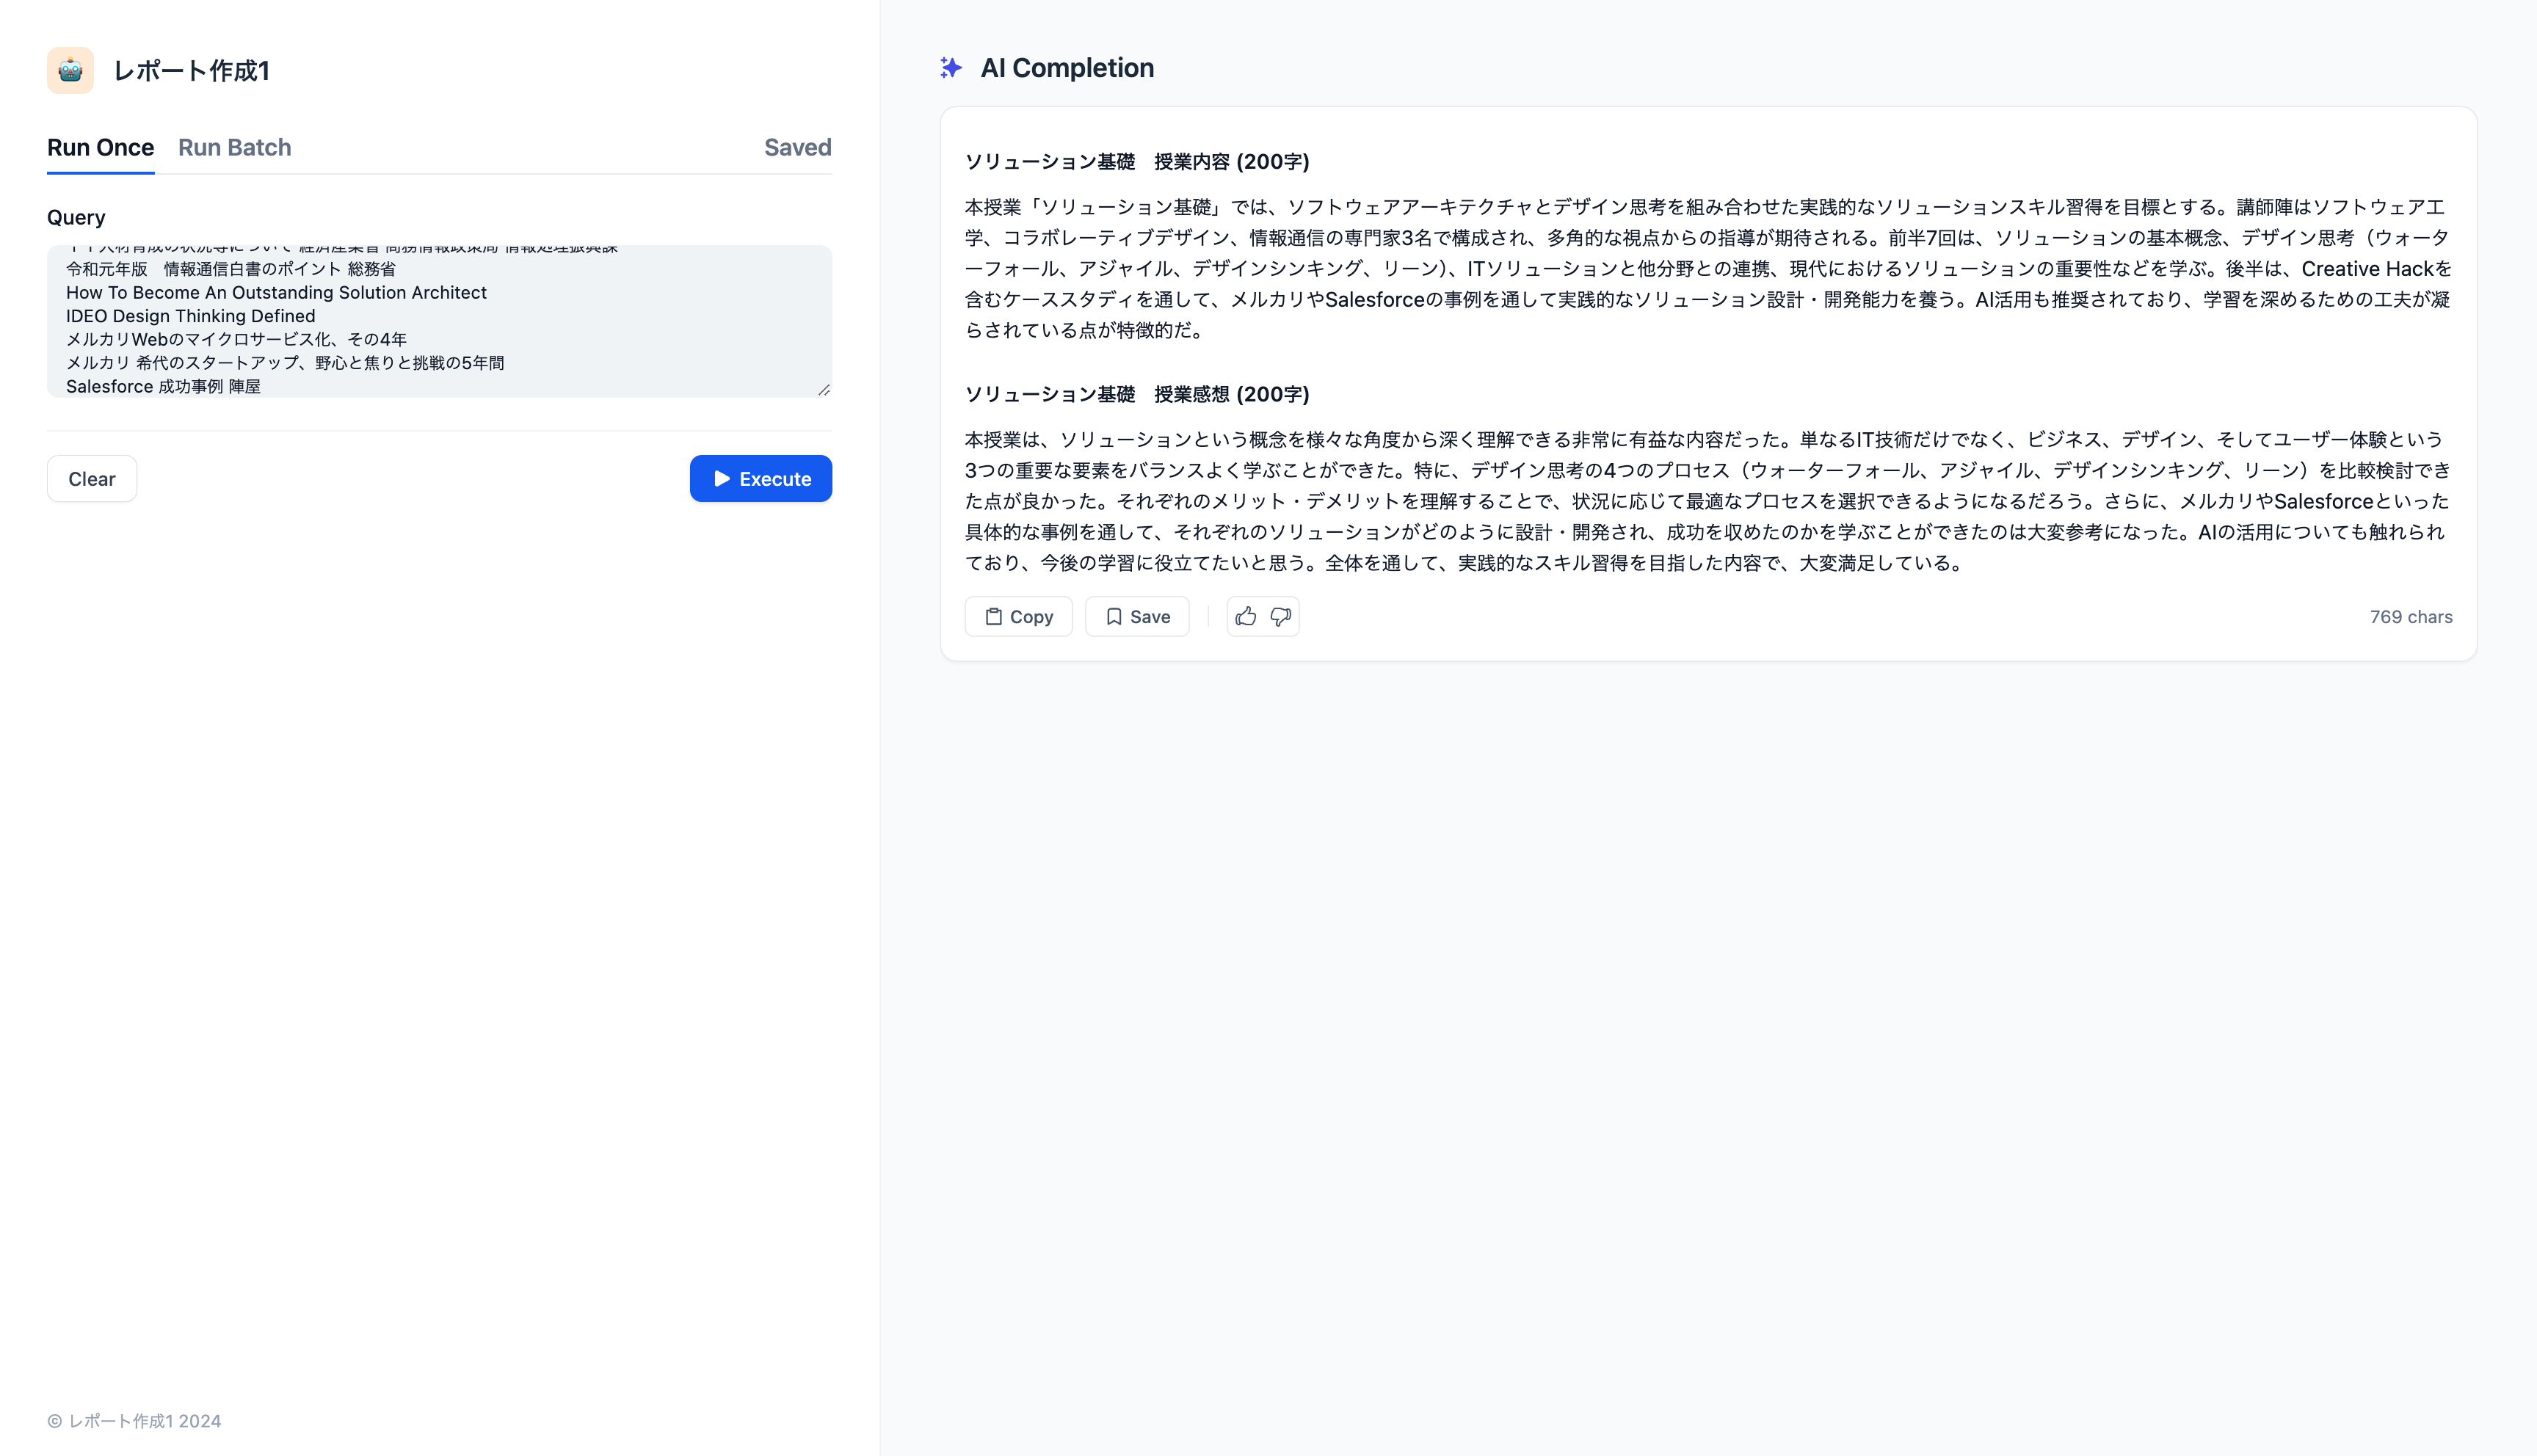 レポート作成1
Run Once
Run Batch
Saved
Query
令和元年版　情報通信白書のポイント 総務省
How To Become An Outstanding Solution Architect
IDEO Design Thinking Defined
メルカリWebのマイクロサービス化、その4年
メルカリ 希代のスタートアップ、野心と焦りと挑戦の5年間
Salesforce 成功事例 陣屋
Clear
Execute
© レポート作成1 2024
AI Completion
ソリューション基礎　授業内容 (200字)
本授業「ソリューション基礎」では、ソフトウェアアーキテクチャとデザイン思考を組み合わせた実践的なソリューションスキル習得を目標とする。講師陣はソフトウェア工
学、コラボレーティブデザイン、情報通信の専門家3名で構成され、多角的な視点からの指導が期待される。前半7回は、ソリューションの基本概念、デザイン思考（ウォータ
ーフォール、アジャイル、デザインシンキング、リーン）、ITソリューションと他分野との連携、現代におけるソリューションの重要性などを学ぶ。後半は、Creative Hackを
含むケーススタディを通して、メルカリやSalesforceの事例を通して実践的なソリューション設計・開発能力を養う。AI活用も推奨されており、学習を深めるための工夫が凝
らされている点が特徴的だ。
ソリューション基礎　授業感想 (200字)
本授業は、ソリューションという概念を様々な角度から深く理解できる非常に有益な内容だった。単なるIT技術だけでなく、ビジネス、デザイン、そしてユーザー体験という
3つの重要な要素をバランスよく学ぶことができた。特に、デザイン思考の4つのプロセス（ウォーターフォール、アジャイル、デザインシンキング、リーン）を比較検討でき
た点が良かった。それぞれのメリット・デメリットを理解することで、状況に応じて最適なプロセスを選択できるようになるだろう。さらに、メルカリやSalesforceといった
具体的な事例を通して、それぞれのソリューションがどのように設計・開発され、成功を収めたのかを学ぶことができたのは大変参考になった。AIの活用についても触れられ
ており、今後の学習に役立てたいと思う。全体を通して、実践的なスキル習得を目指した内容で、大変満足している。
Copy
Save
769 chars